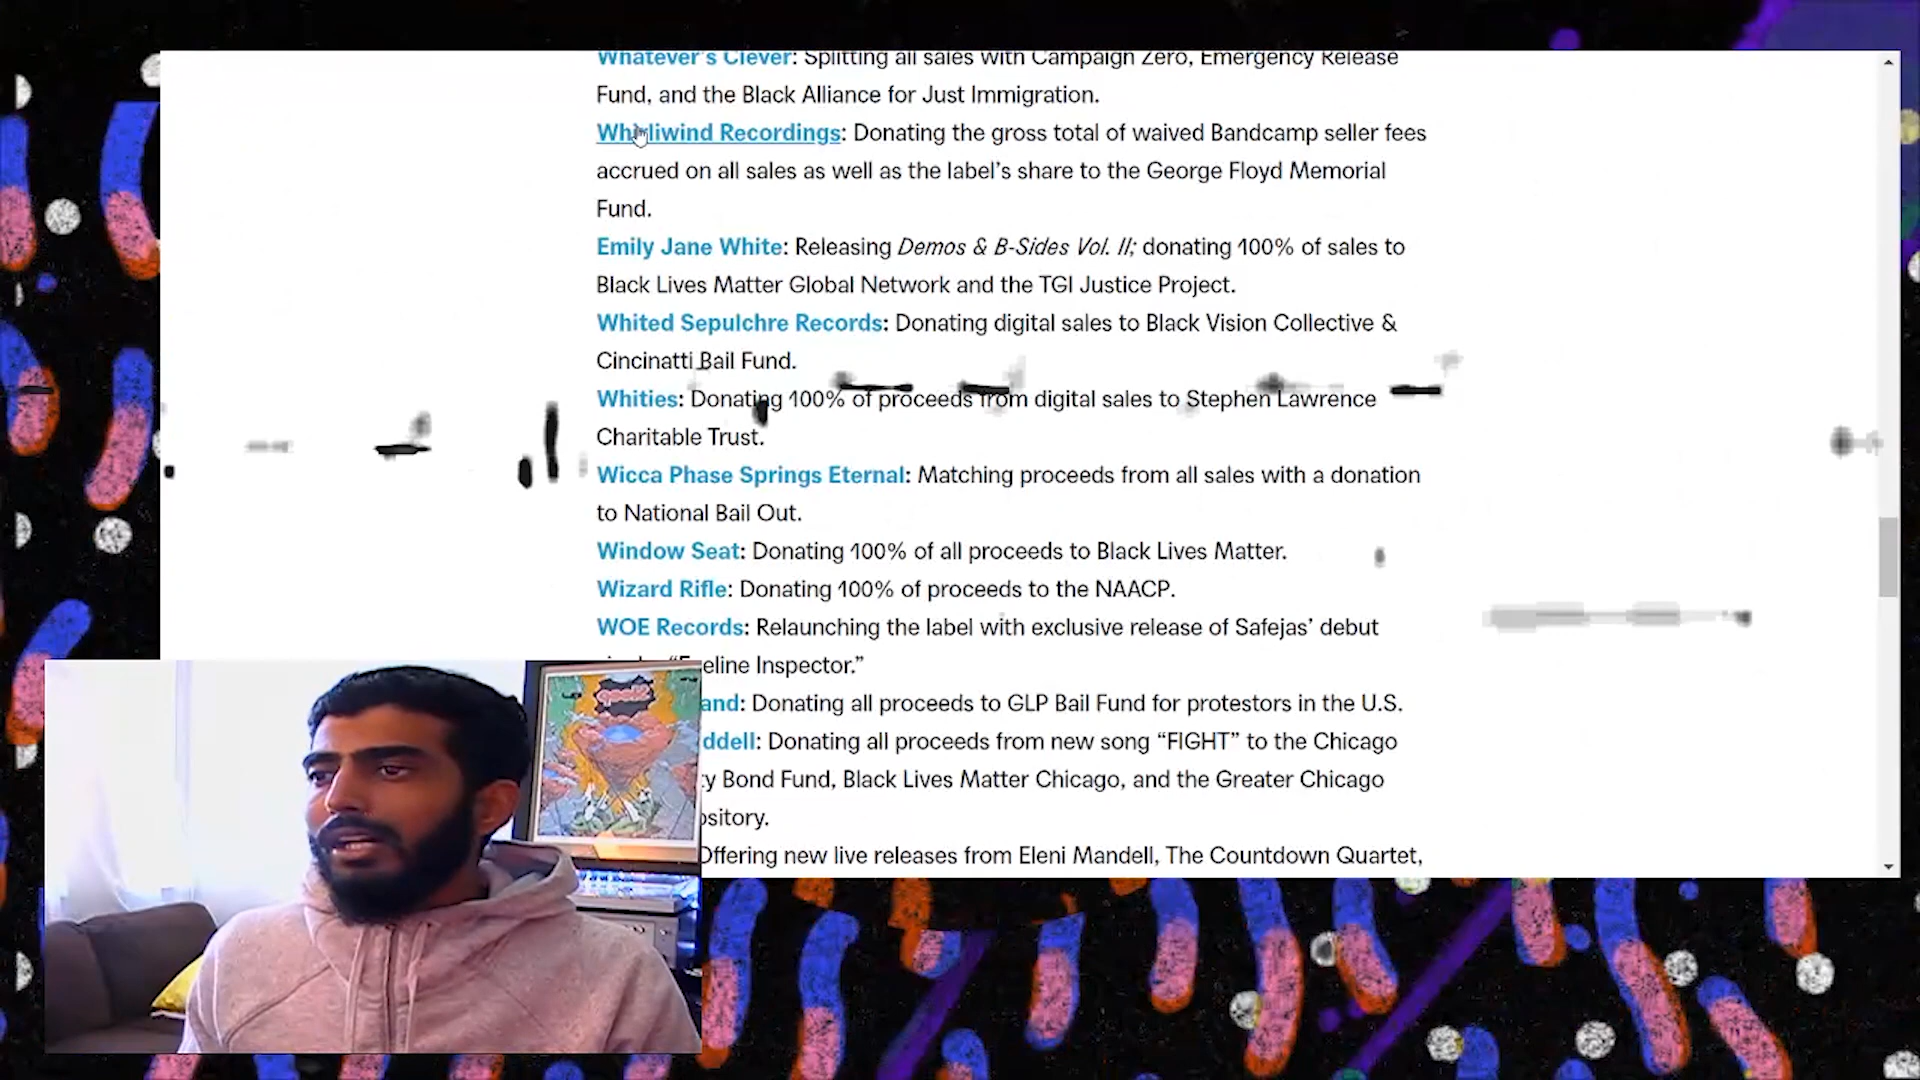 Whatever's Clever: Splitting all sales with Campaign Zero, Emergency Release
Fund, and the Black Alliance for Just Immigration.
Whirliwind Recordings: Donating the gross total of waived Bandcamp seller fees
accrued on all sales as well as the label's share to the George Floyd Memorial
Fund.
Emily Jane White: Releasing Demos & B-Sides Vol. II; donating 100% of sales to
Black Lives Matter Global Network and the TGI Justice Project.
Whited Sepulchre Records: Donating digital sales to Black Vision Collective &
Cincinatti Bail Fund.
Whities: Donating 100% of proceeds from digital sales to Stephen Lawrence
Charitable Trust.
Wicca Phase Springs Eternal: Matching proceeds from all sales with a donation
to National Bail Out.
Window Seat: Donating 100% of all proceeds to Black Lives Matter.
Wizard Rifle: Donating 100% of proceeds to the NAACP.
WOE Records: Relaunching the label with exclusive release of Safejas' debut
eline Inspector."
and: Donating all proceeds to GLP Bail Fund for protestors in the U.S.
ddell: Donating all proceeds from new song "FIGHT" to the Chicago
ty Bond Fund, Black Lives Matter Chicago, and the Greater Chicago
ository.
Offering new live releases from Eleni Mandell, The Countdown Quartet,